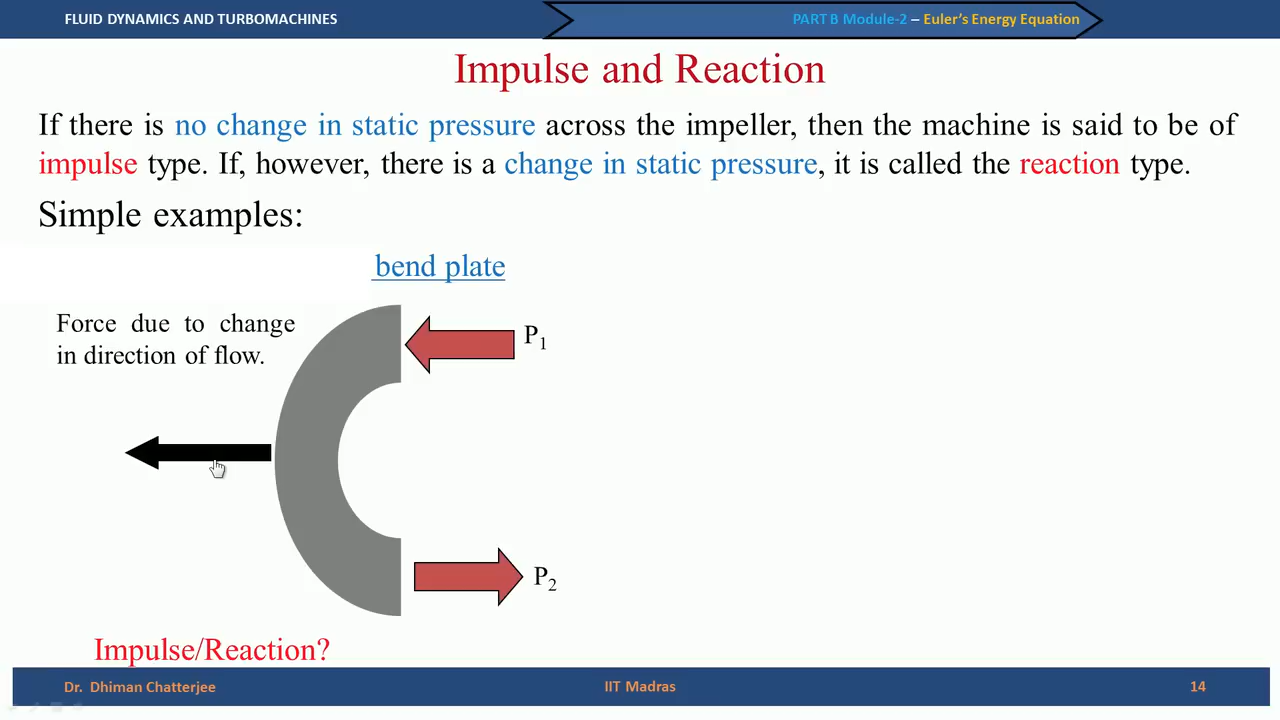 FLUID DYNAMICS AND TURBOMACHINES
PART B Module-2 – Euler's Energy Equation
Impulse and Reaction
If there is no change in static pressure across the impeller, then the machine is said to be of
impulse type. If, however, there is a change in static pressure, it is called the reaction type.
Simple examples:
bend plate
Force due to change
in direction of flow.
P1
P2
Impulse/Reaction?
Dr. Dhiman Chatterjee
IIT Madras
14